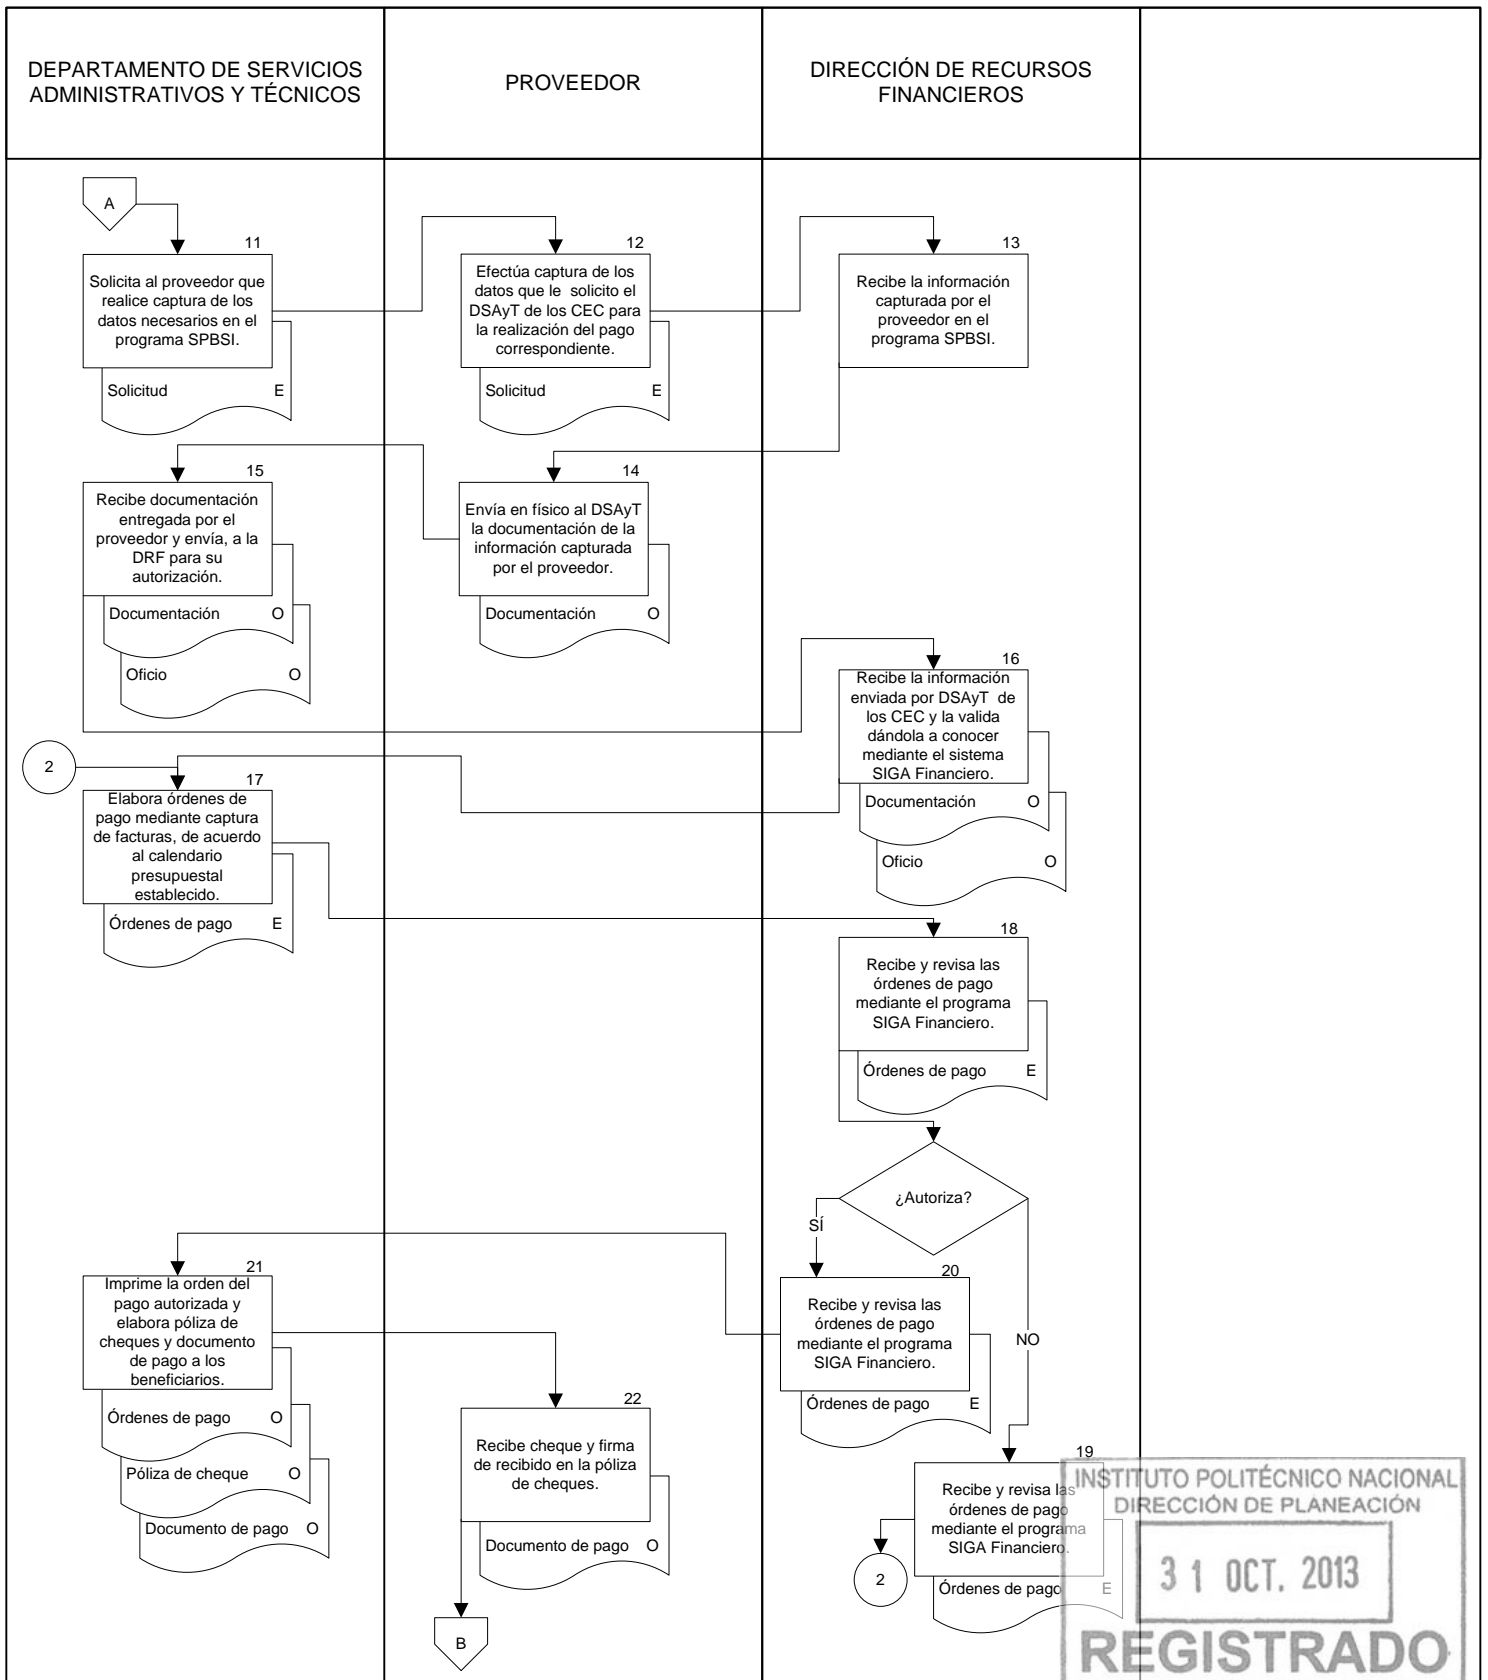 DEPARTAMENTO DE SERVICIOS
ADMINISTRATIVOS Y TÉCNICOS
PROVEEDOR
DIRECCIÓN DE RECURSOS
FINANCIEROS
A
11
Solicita al proveedor que
realice captura de los
datos necesarios en el
programa SPBSI.
Solicitud E
12
Efectúa captura de los
datos que le solicito el
DSAyT de los CEC para
la realización del pago
correspondiente.
Solicitud E
13
Recibe la información
capturada por el
proveedor en el
programa SPBSI.
15
Recibe documentación
entregada por el
proveedor y envía, a la
DRF para su
autorización.
Documentación O
Oficio O
14
Envía en físico al DSAyT
la documentación de la
información capturada
por el proveedor.
Documentación O
16
Recibe la información
enviada por DSAyT de
los CEC y la valida
dándola a conocer
mediante el sistema
SIGA Financiero.
Documentación O
Oficio O
2
17
Elabora órdenes de
pago mediante captura
de facturas, de acuerdo
al calendario
presupuestal
establecido.
Órdenes de pago E
18
Recibe y revisa las
órdenes de pago
mediante el programa
SIGA Financiero.
Órdenes de pago E
¿Autoriza?
SÍ
NO
20
Recibe y revisa las
órdenes de pago
mediante el programa
SIGA Financiero.
Órdenes de pago E
21
Imprime la orden del
pago autorizada y
elabora póliza de
cheques y documento
de pago a los
beneficiarios.
Órdenes de pago O
Póliza de cheque O
Documento de pago O
22
Recibe cheque y firma
de recibido en la póliza
de cheques.
Documento de pago O
B
19
Recibe y revisa las
órdenes de pago
mediante el programa
SIGA Financiero.
Órdenes de pago E
2
INSTITUTO POLITÉCNICO NACIONAL
DIRECCIÓN DE PLANEACIÓN
31 OCT. 2013
REGISTRADO